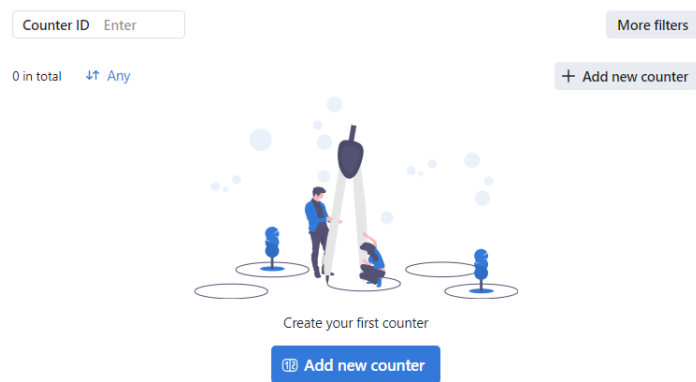 Counter ID Enter
More filters
0 in total Any
Add new counter
Create your first counter
Add new counter